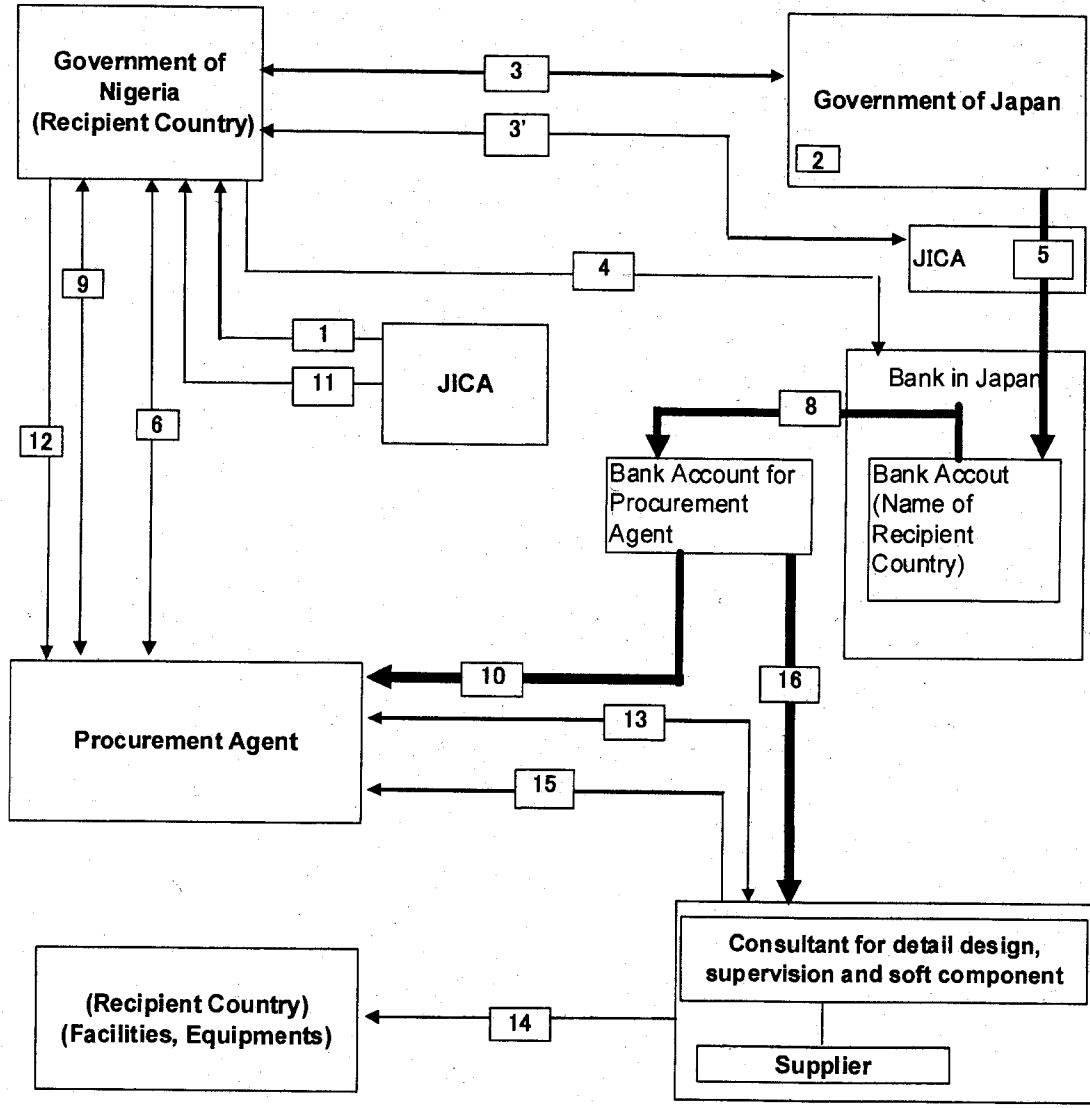 Government of
Nigeria
(Recipient Country)
3
Government of Japan
3'
2
JICA
5
4
9
1
JICA
11
Bank in Japan
8
12
6
Bank Account for
Procurement
Agent
Bank Accout
(Name of
Recipient
Country)
10
16
Procurement Agent
13
15
Consultant for detail design,
supervision and soft component
(Recipient Country)
(Facilities, Equipments)
14
Supplier